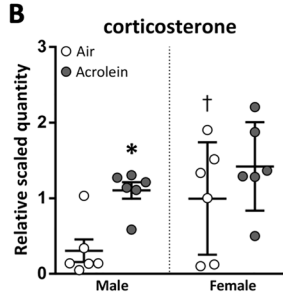 B
corticosterone
Relative scaled quantity
3
2
1
0
Air
Acrolein
*
†
Male
Female